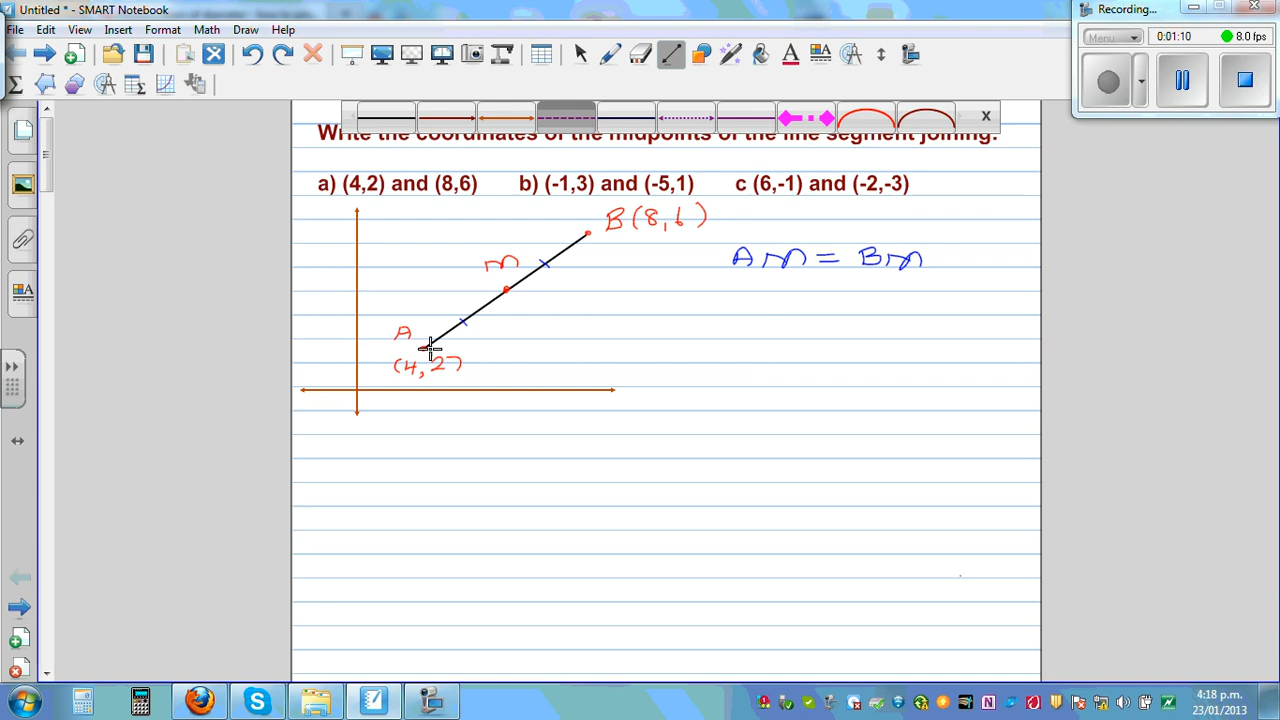 Untitled * - SMART Notebook
Recording...
File Edit View Insert Format Math Draw Help
Menu
0:01:10
8.0 fps
Write the coordinates of the midpoints of the line segment joining:
a) (4,2) and (8,6) b) (-1,3) and (-5,1) c (6,-1) and (-2,-3)
B (8, 6)
m
Am = Bm
A
(4, 2)
4:18 p.m.
23/01/2013